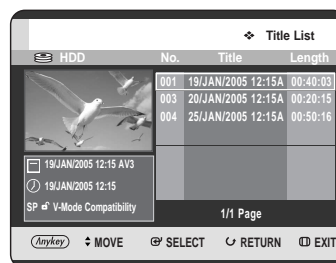 ❖ Title List
HDD No. Title Length
001 19/JAN/2005 12:15A 00:40:03
003 20/JAN/2005 12:15A 00:20:15
004 25/JAN/2005 12:15A 00:50:16
19/JAN/2005 12:15 AV3
19/JAN/2005 12:15
SP V-Mode Compatibility
1/1 Page
Anykey MOVE SELECT RETURN EXIT